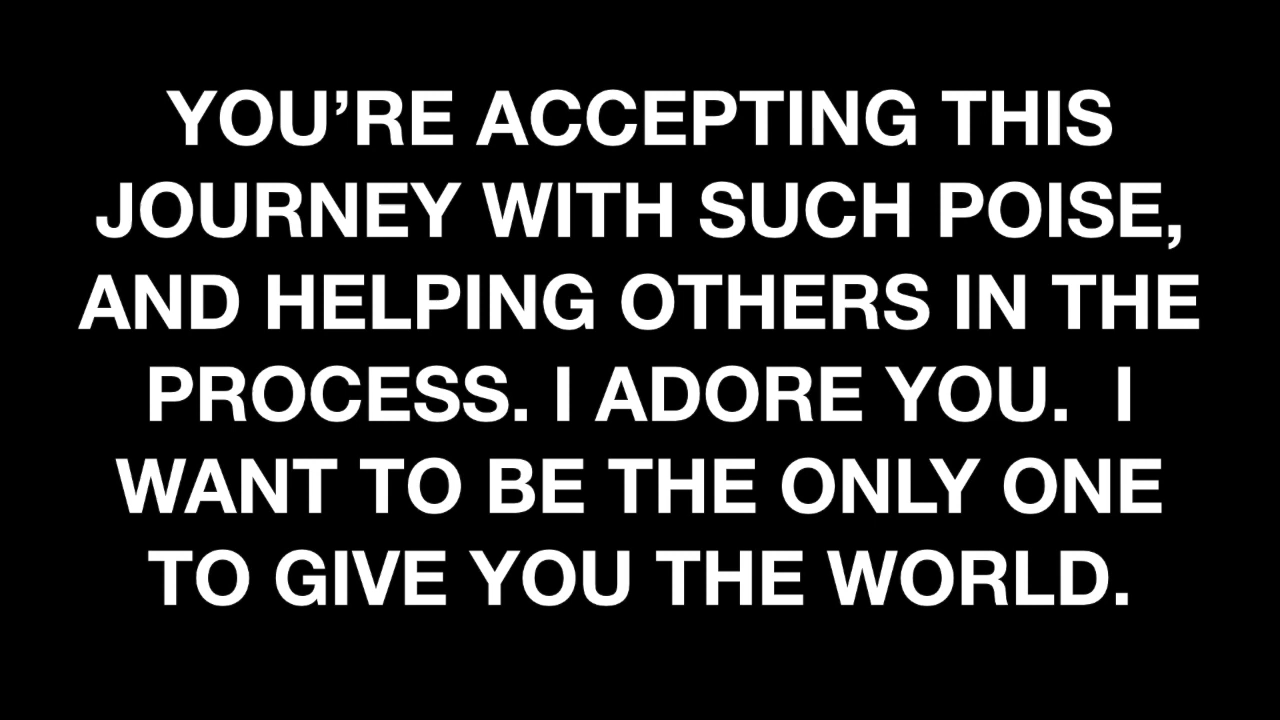 YOU’RE ACCEPTING THIS
JOURNEY WITH SUCH POISE,
AND HELPING OTHERS IN THE
PROCESS. I ADORE YOU.  I
WANT TO BE THE ONLY ONE
TO GIVE YOU THE WORLD.